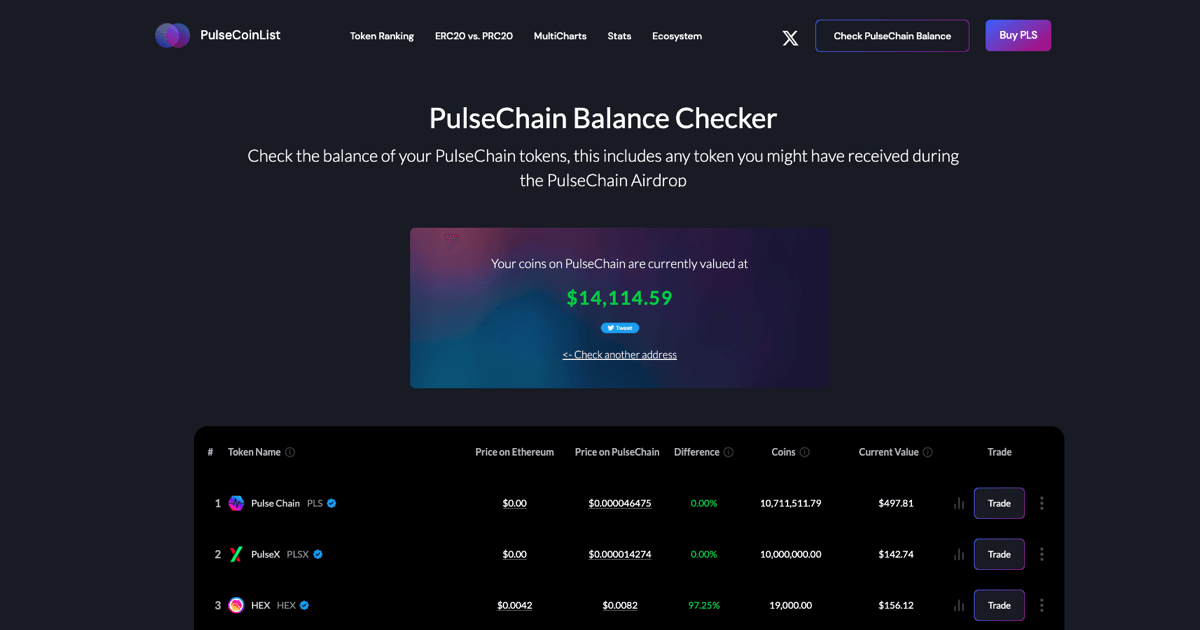 PulseCoinList Token Ranking ERC20 vs. PRC20 MultiCharts Stats Ecosystem X Check PulseChain Balance Buy PLS
PulseChain Balance Checker
Check the balance of your PulseChain tokens, this includes any token you might have received during
the PulseChain Airdrop
Your coins on PulseChain are currently valued at
$14,114.59
Tweet
<- Check another address
# Token Name Price on Ethereum Price on PulseChain Difference Coins Current Value Trade
1 Pulse Chain PLS $0.00 $0.000046475 0.00% 10,711,511.79 $497.81 Trade
2 PulseX PLSX $0.00 $0.000014274 0.00% 10,000,000.00 $142.74 Trade
3 HEX HEX $0.0042 $0.0082 97.25% 19,000.00 $156.12 Trade